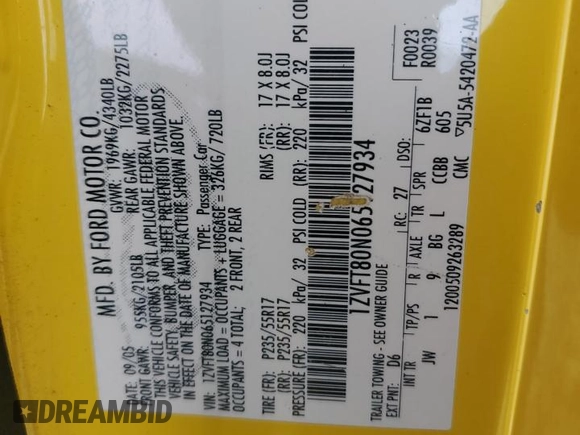 MFD. BY FORD MOTOR CO.
DATE: 09/05 GVWR: 1969KG/4340LB
FRONT GAWR: 955KG/2105LB REAR GAWR: 1032KG/2275LB
THIS VEHICLE CONFORMS TO ALL APPLICABLE FEDERAL MOTOR
VEHICLE SAFETY, BUMPER, AND THEFT PREVENTION STANDARDS
IN EFFECT ON THE DATE OF MANUFACTURE SHOWN ABOVE.
VIN: 1ZVFT80N065127934 TYPE: Passenger Car
MAXIMUM LOAD = OCCUPANTS + LUGGAGE = 326KG/720LB
OCCUPANTS = 4 TOTAL: 2 FRONT, 2 REAR
TIRE (FR): P235/55R17 RIMS (FR): 17 X 8.0J
TIRE (RR): P235/55R17 (RR): 17 X 8.0J
PRESSURE (FR): 220 kPa/ 32 PSI COLD (RR): 220 kPa/ 32 PSI COLD
1ZVFT80N065127934
F0023
R0039
TRAILER TOWING - SEE OWNER GUIDE
EXT PNT: D6 RC: 27 DSO:
INT TR TP/PS R AXLE TR SPR 6ZF1B
JW 1 9 BG L CCBB 605
1200509263289 CMC 5U5A-5420472-AA
DREAMBID